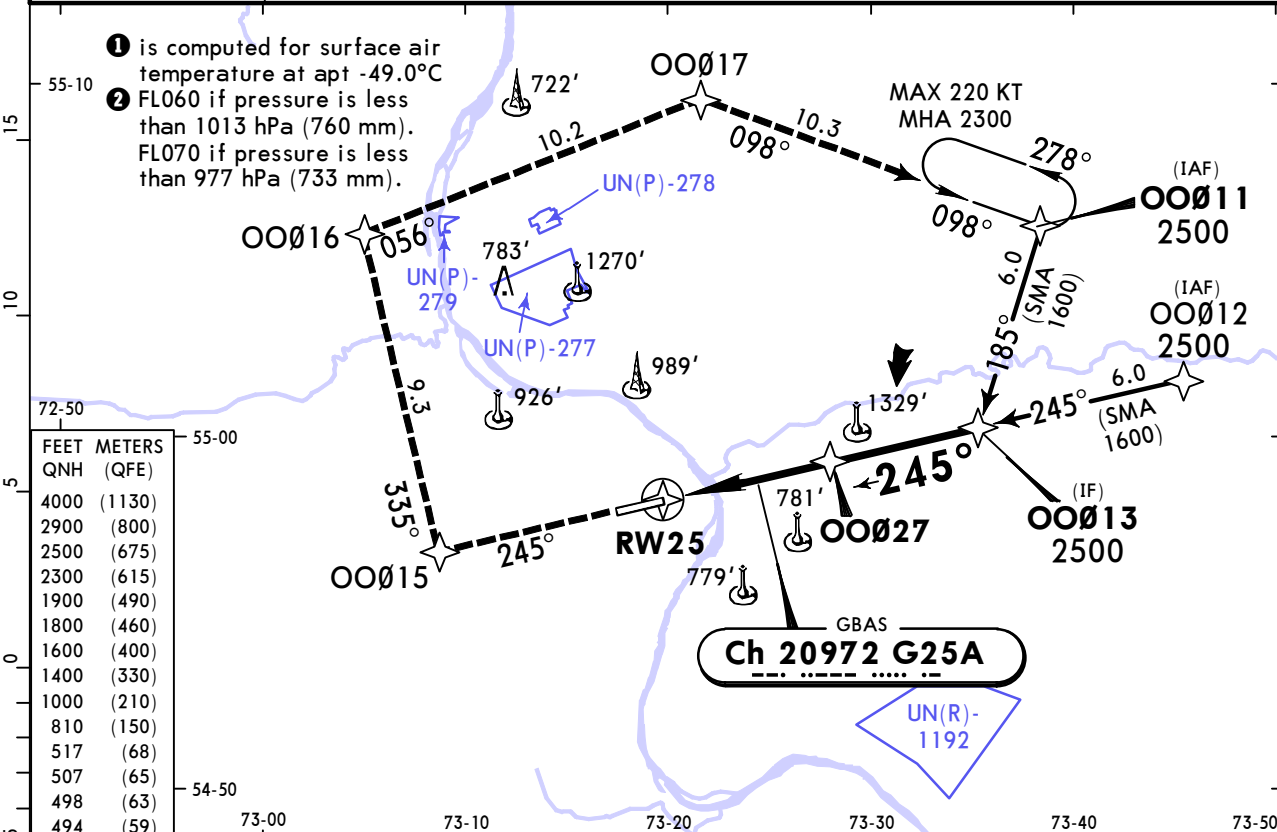 ❶ is computed for surface air
temperature at apt -49.0°C
❷ FL060 if pressure is less
than 1013 hPa (760 mm).
FL070 if pressure is less
than 977 hPa (733 mm).
55-10
15
722'
OOØ17
10.2
10.3
098°
MAX 220 KT
MHA 2300
278°
098°
(IAF)
OOØ11
2500
OOØ16
056°
UN(P)-278
UN(P)-
279
783'
1270'
UN(P)-277
6.0
(SMA
1600)
185°
(IAF)
OOØ12
2500
6.0
245°
(SMA
1600)
10
9.3
926'
989'
1329'
72-50
55-00
335°
245°
OOØ15
RW25
245°
781'
OOØ27
779'
(IF)
OOØ13
2500
GBAS
Ch 20972 G25A
UN(R)-
1192
5
0
5
FEET METERS
QNH (QFE)
4000 (1130)
2900 (800)
2500 (675)
2300 (615)
1900 (490)
1800 (460)
1600 (400)
1400 (330)
1000 (210)
810 (150)
517 (68)
507 (65)
498 (63)
494 (59)
54-50
73-00
73-10
73-20
73-30
73-40
73-50